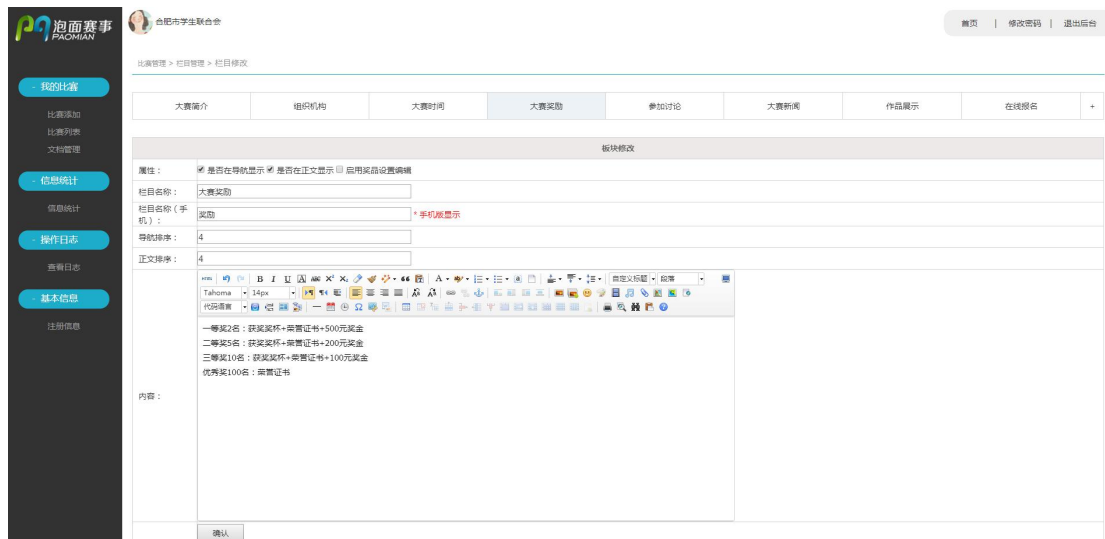 泡面赛事
PAOMIAN
合肥市学生联合会
首页 | 修改密码 | 退出后台
比赛管理 > 栏目管理 > 栏目修改
- 我的比赛
比赛添加
比赛列表
文档管理
- 信息统计
信息统计
- 操作日志
查看日志
- 基本信息
注册信息
大赛简介 组织机构 大赛时间 大赛奖励 参加讨论 大赛新闻 作品展示 在线报名 +
板块修改
属性： 是否在导航显示 是否在正文显示 启用奖品设置编辑
栏目名称： 大赛奖励
栏目名称（手
机）： 奖励 * 手机版显示
导航排序： 4
正文排序： 4
HTML B I U A ABC X² X₂ 自定义标题 段落
Tahoma 14px
代码语言
内容：
一等奖2名：获奖奖杯+荣誉证书+500元奖金
二等奖5名：获奖奖杯+荣誉证书+200元奖金
三等奖10名：获奖奖杯+荣誉证书+100元奖金
优秀奖100名：荣誉证书
确认